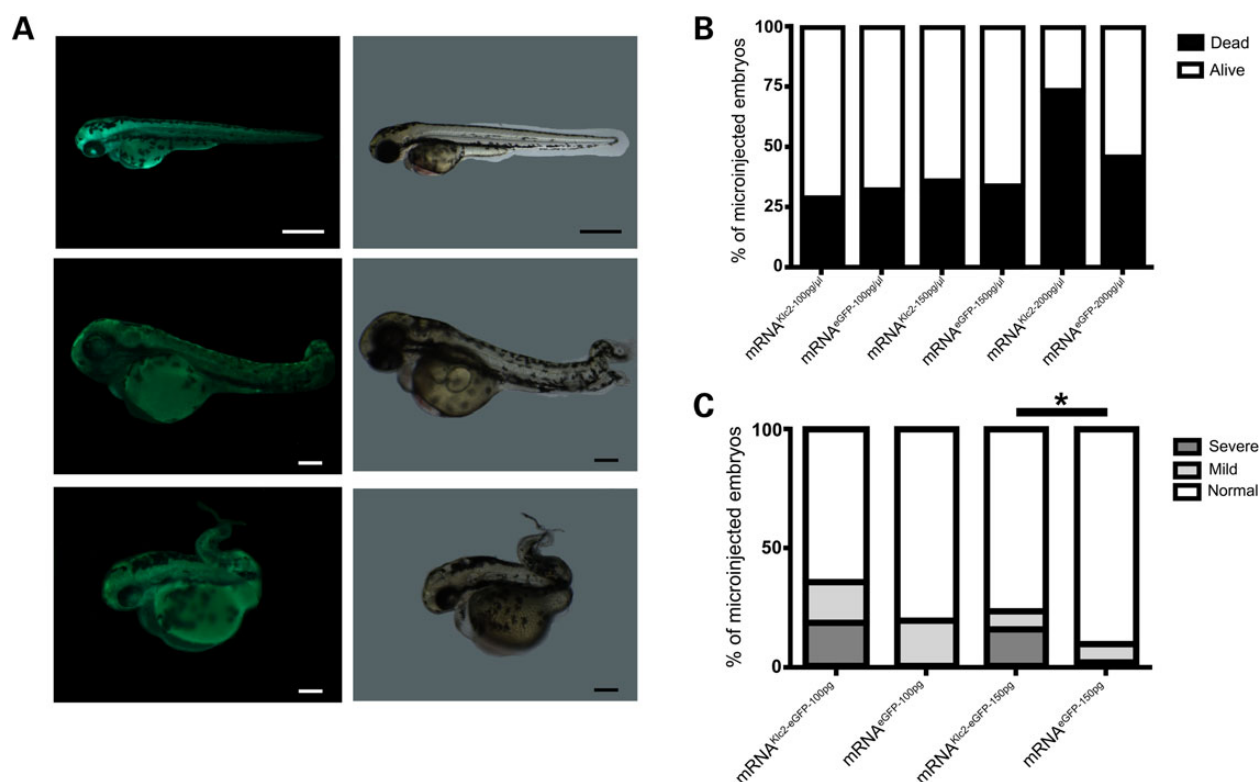 A
B
% of microinjected embryos
100
75
50
25
0
Dead
Alive
mRNAKlc2-100pg/µl
mRNAeGFP-100pg/µl
mRNAKlc2-150pg/µl
mRNAeGFP-150pg/µl
mRNAKlc2-200pg/µl
mRNAeGFP-200pg/µl
C
*
% of microinjected embryos
100
50
0
Severe
Mild
Normal
mRNAKlc2-eGFP-100pg
mRNAeGFP-100pg
mRNAKlc2-eGFP-150pg
mRNAeGFP-150pg